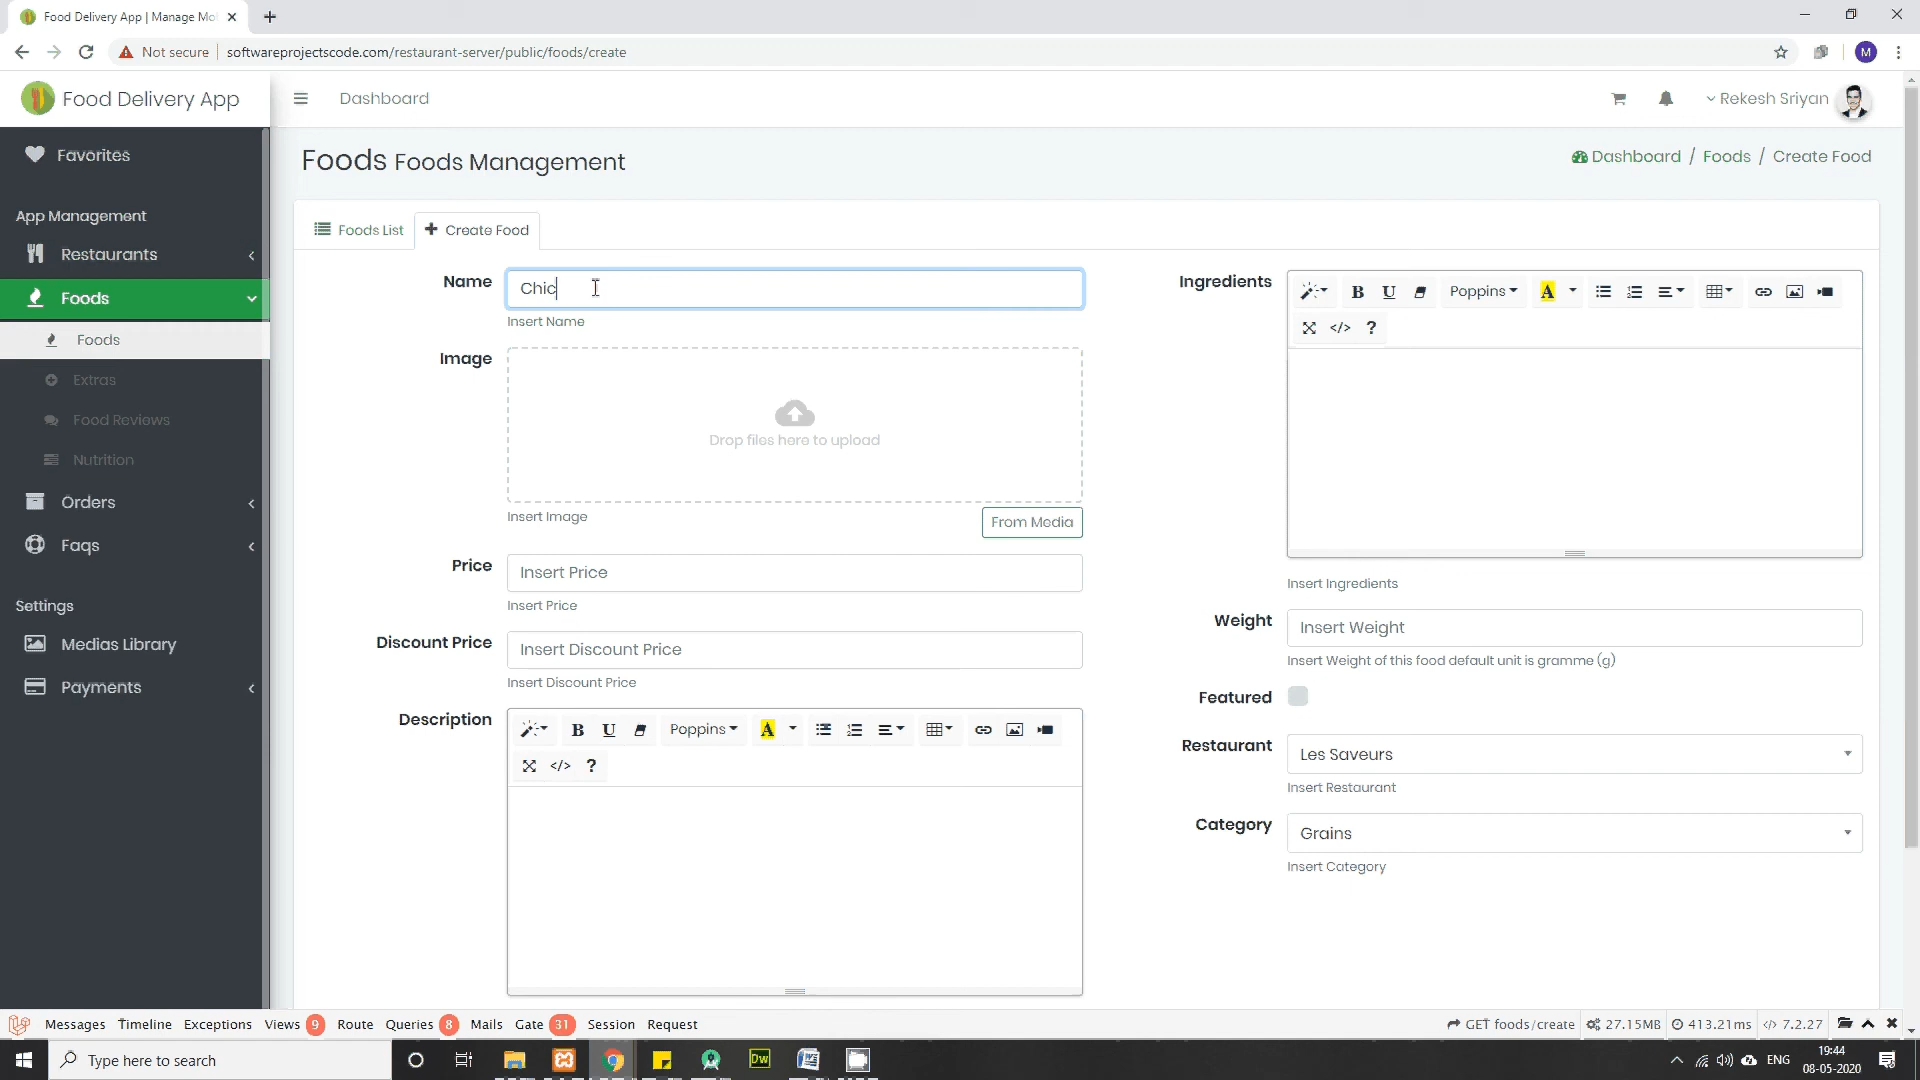 Food Delivery App | Manage Mo
Not secure
softwareprojectscode.com/restaurant-server/public/foods/create
M
Food Delivery App
Dashboard
Rekesh Sriyan
Favorites
App Management
Restaurants
Foods
Foods
Extras
Food Reviews
Nutrition
Orders
Faqs
Settings
Medias Library
Payments
Foods Foods Management
Dashboard / Foods / Create Food
Foods List
Create Food
Name
Chic
Insert Name
Image
Drop files here to upload
Insert Image
From Media
Price
Insert Price
Insert Price
Discount Price
Insert Discount Price
Insert Discount Price
Description
B U Poppins A
</> ?
Ingredients
B U Poppins A
</> ?
Insert Ingredients
Weight
Insert Weight
Insert Weight of this food default unit is gramme (g)
Featured
Restaurant
Les Saveurs
Insert Restaurant
Category
Grains
Insert Category
Messages Timeline Exceptions Views 9 Route Queries 8 Mails Gate 31 Session Request
GET foods/create 27.15MB 413.21ms </> 7.2.27
Type here to search
Dw
ENG
19:44
08-05-2020